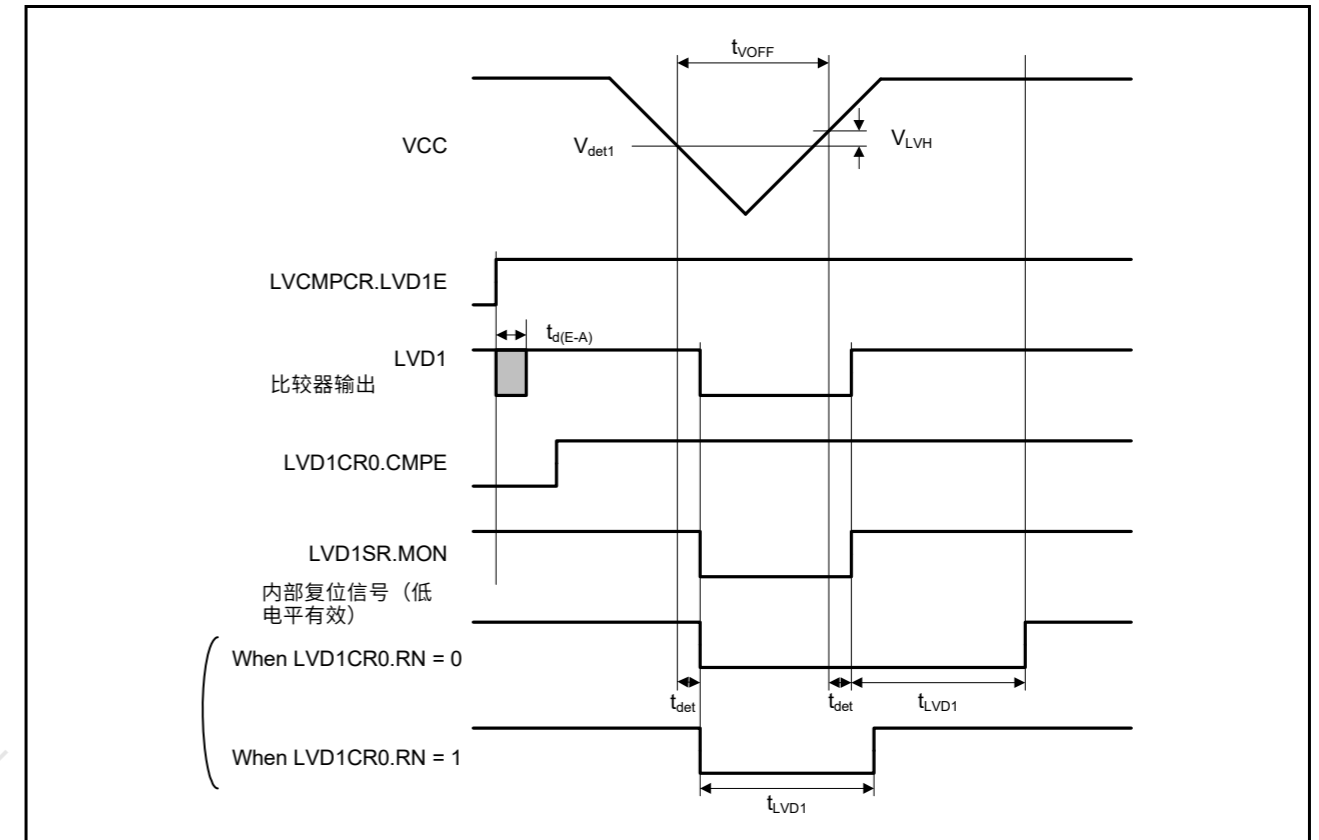 tVOFF
VCC
Vdet1
VLVH
LVCMPCR.LVD1E
td(E-A)
LVD1
比较器输出
LVD1CR0.CMPE
LVD1SR.MON
内部复位信号（低
电平有效）
When LVD1CR0.RN = 0
tdet
tdet
tLVD1
When LVD1CR0.RN = 1
tLVD1